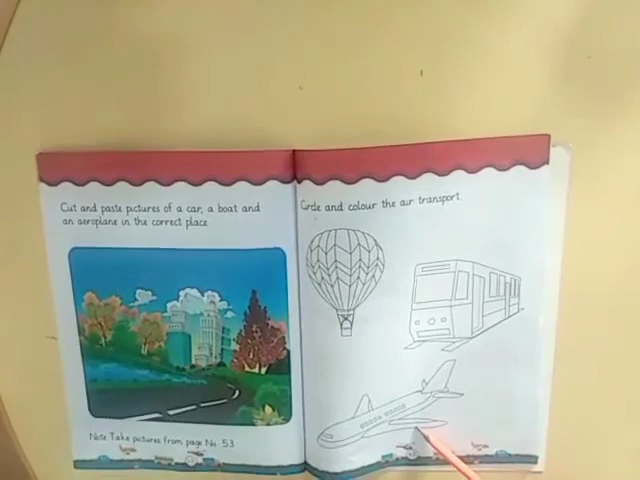 Cut and paste pictures of a car, a boat and
an aeroplane in the correct place
Note: Take pictures from page No. 53
Circle and colour the air transport.